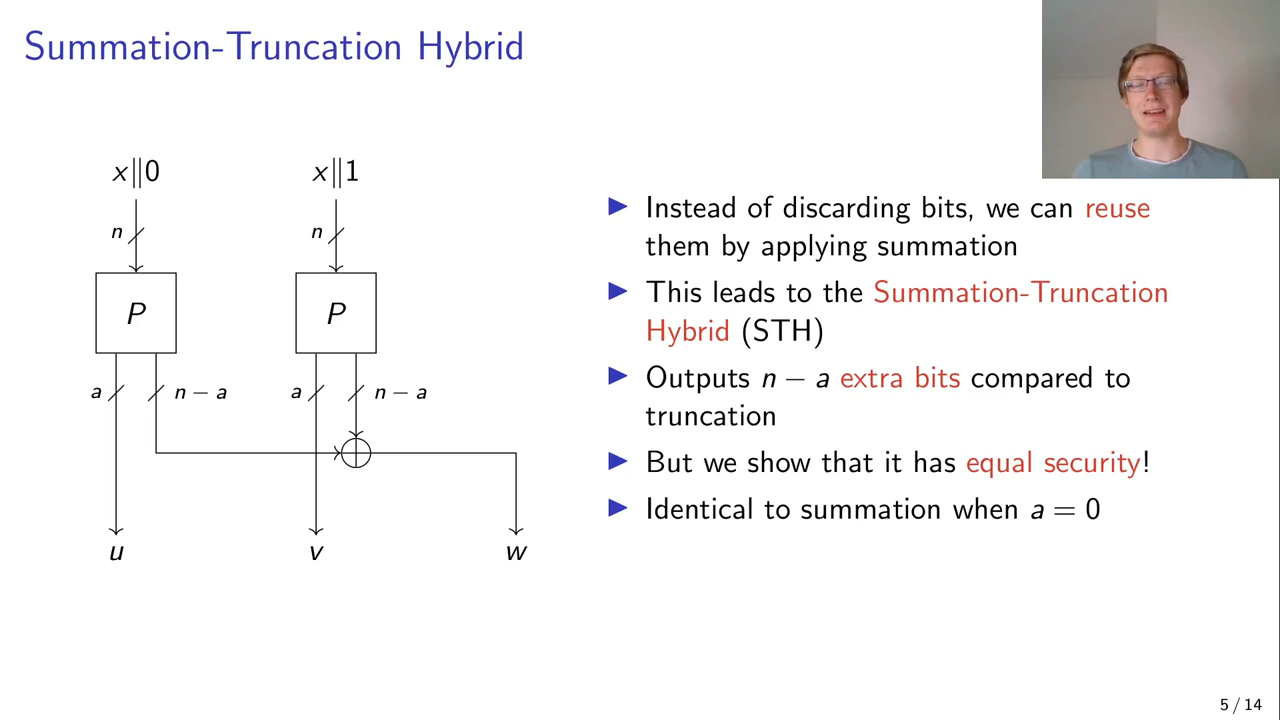 Summation-Truncation Hybrid
x||0 x||1
n n
P P
a n − a a n − a
u v w
▶ Instead of discarding bits, we can reuse
them by applying summation
▶ This leads to the Summation-Truncation
Hybrid (STH)
▶ Outputs n − a extra bits compared to
truncation
▶ But we show that it has equal security!
▶ Identical to summation when a = 0
5 / 14